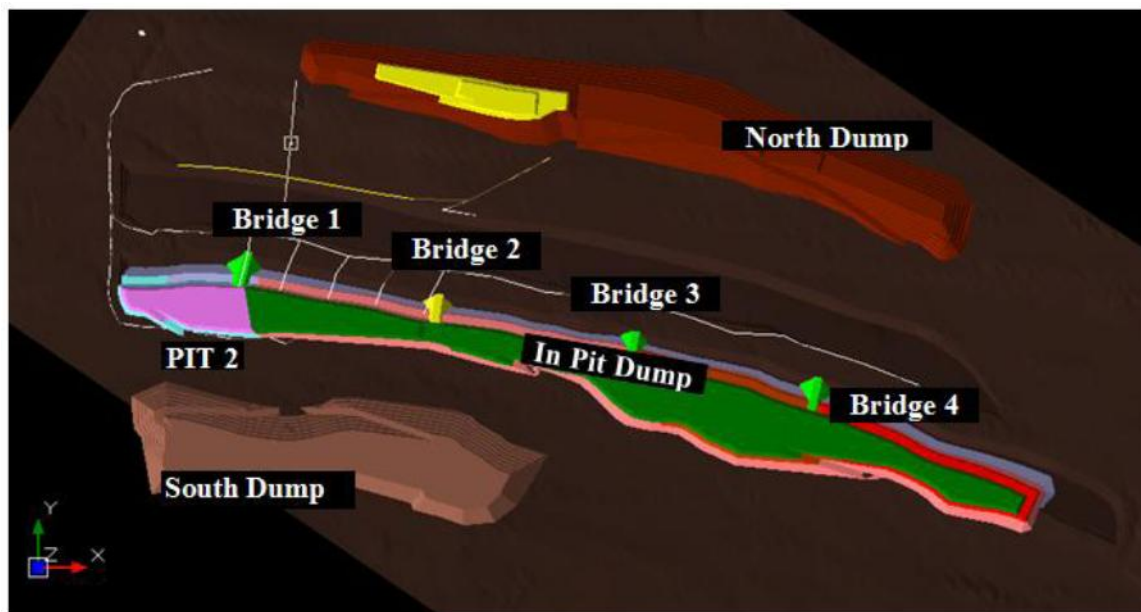 North Dump
Bridge 1
Bridge 2
Bridge 3
In Pit Dump
PIT 2
Bridge 4
South Dump
Y
Z
X